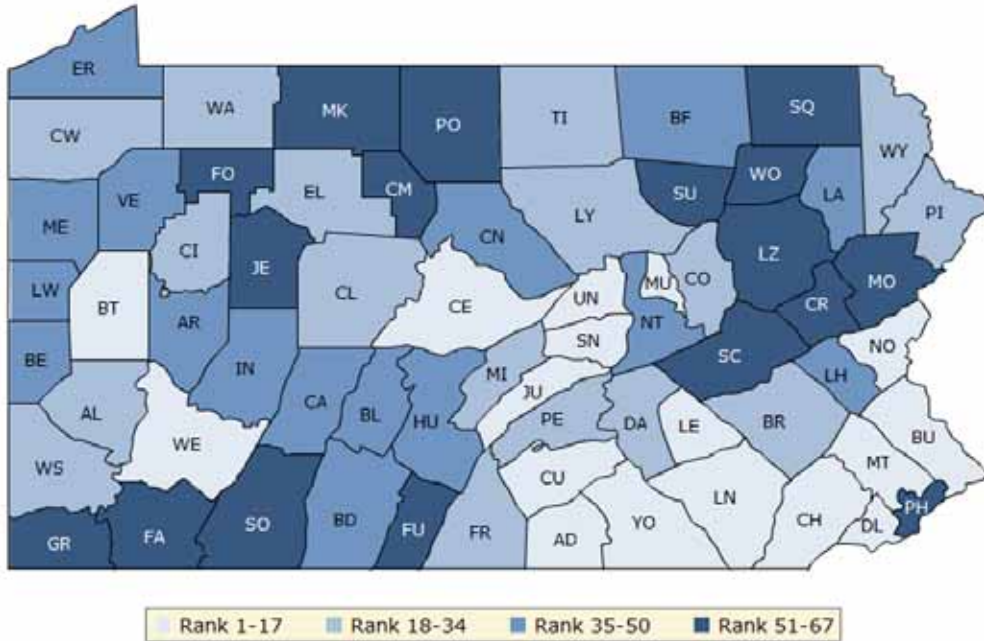 ER
WA
MK
PO
TI
BF
SQ
CW
WY
FO
CM
WO
SU
LA
EL
PI
VE
ME
LY
CI
CN
JE
LZ
MO
LW
BT
CL
CE
UN
MU
CO
CR
AR
SN
NT
NO
BE
IN
SC
MI
JU
LH
AL
CA
BL
HU
PE
DA
LE
BR
BU
WE
WS
CU
MT
LN
PH
GR
FA
SO
BD
FU
FR
AD
YO
CH
DL
Rank 1-17 Rank 18-34 Rank 35-50 Rank 51-67